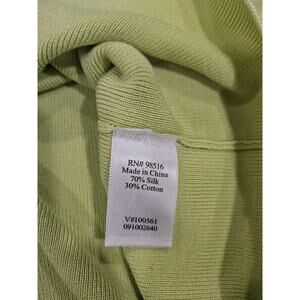 RN# 98516
Made in China
70% Silk
30% Cotton
V#100561
091002640